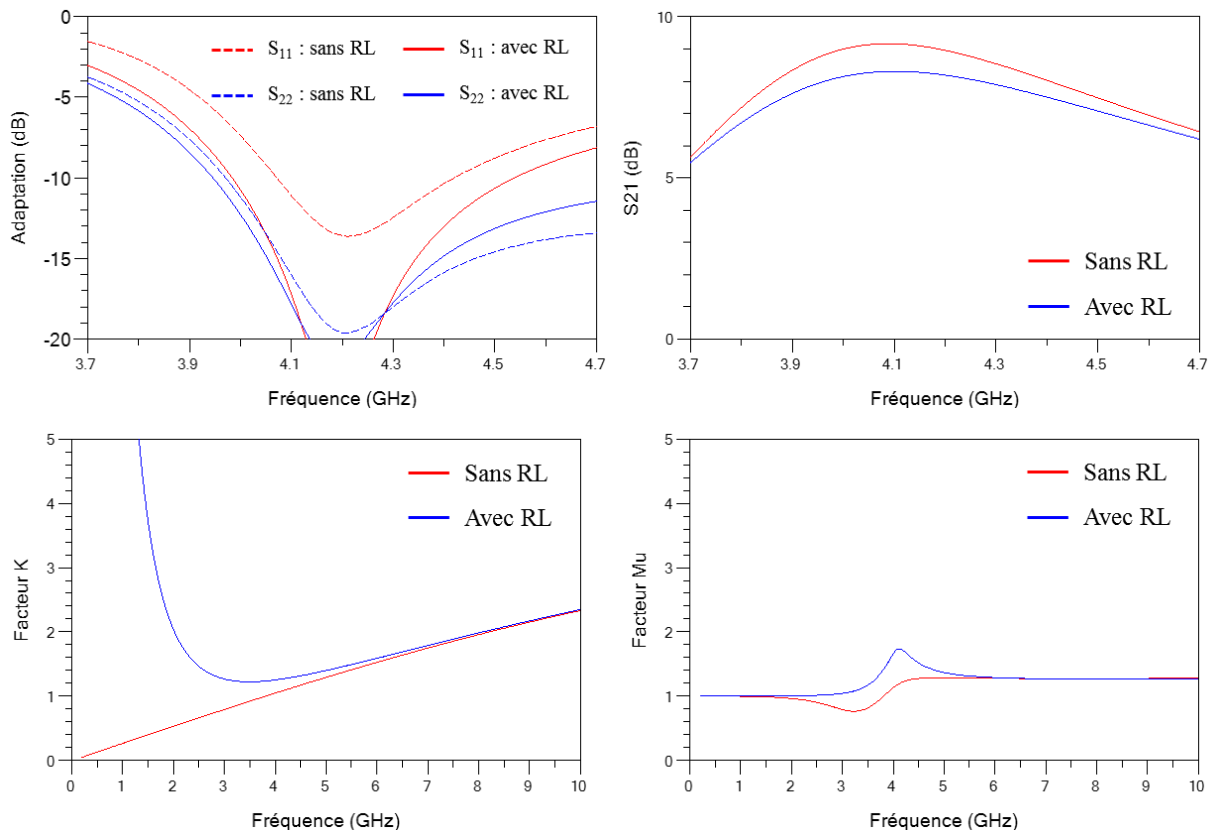 Adaptation (dB)
0
-5
-10
-15
-20
S11 : sans RL
S11 : avec RL
S22 : sans RL
S22 : avec RL
3.7 3.9 4.1 4.3 4.5 4.7
Fréquence (GHz)
S21 (dB)
10
5
0
Sans RL
Avec RL
3.7 3.9 4.1 4.3 4.5 4.7
Fréquence (GHz)
Facteur K
5
4
3
2
1
0
Sans RL
Avec RL
0 1 2 3 4 5 6 7 8 9 10
Fréquence (GHz)
Facteur Mu
5
4
3
2
1
0
Sans RL
Avec RL
0 1 2 3 4 5 6 7 8 9 10
Fréquence (GHz)